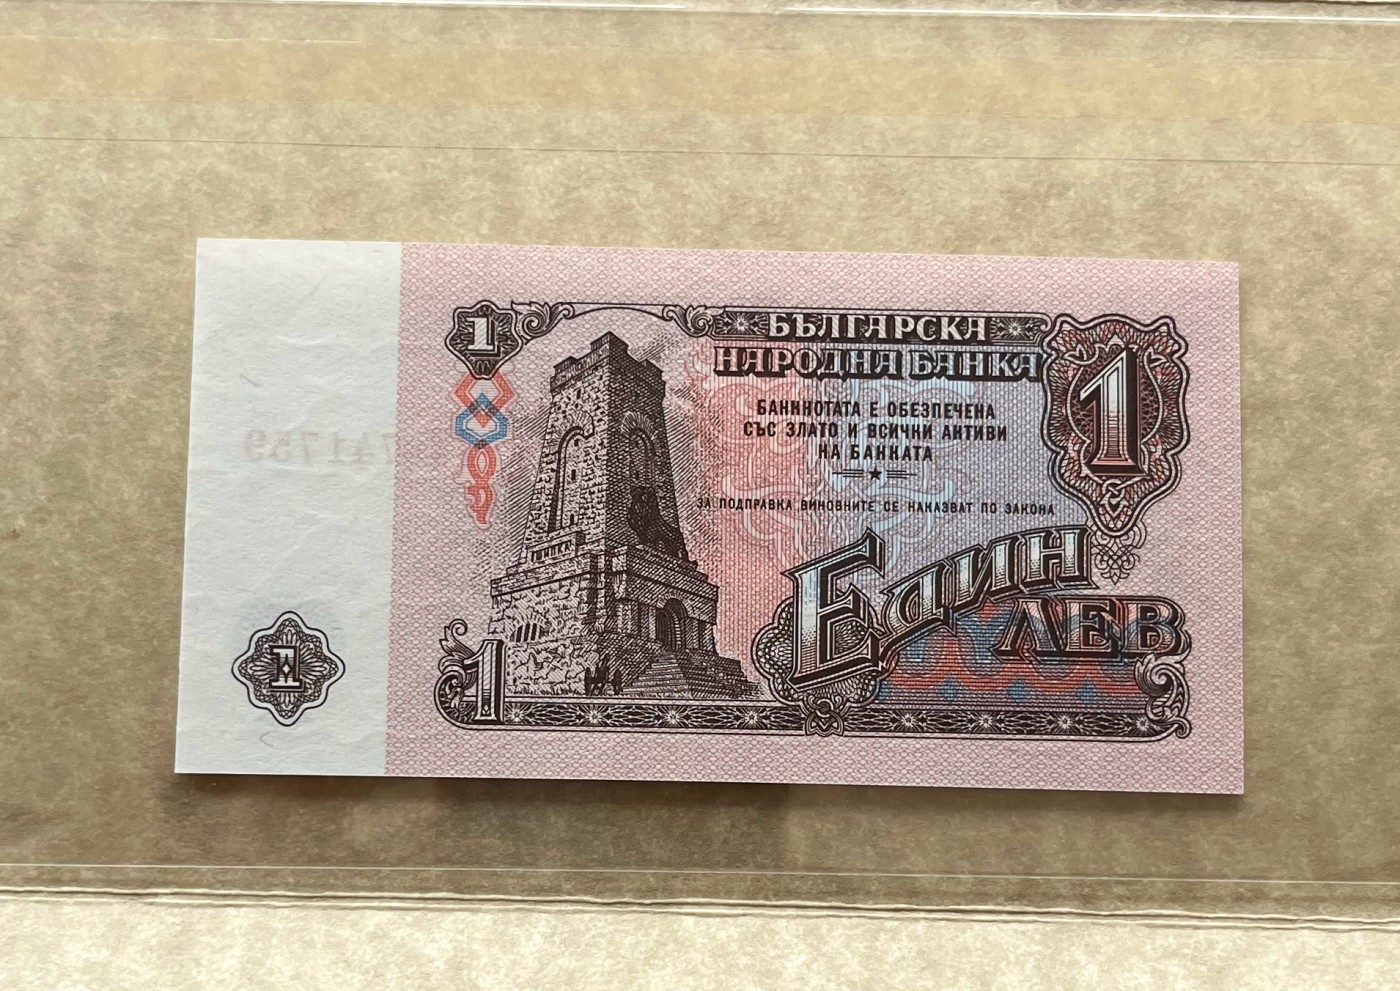 1
БЪЛГАРСКА
НАРОДНА БАНКА
1
БАНКНОТАТА Е ОБЕЗПЕЧЕНА
СЪС ЗЛАТО И ВСИЧКИ АКТИВИ
НА БАНКАТА
ЗА ПОДПРАВКА ВИНОВНИТЕ СЕ НАКАЗВАТ ПО ЗАКОНА
ЕДИН
ЛЕВ
1
1